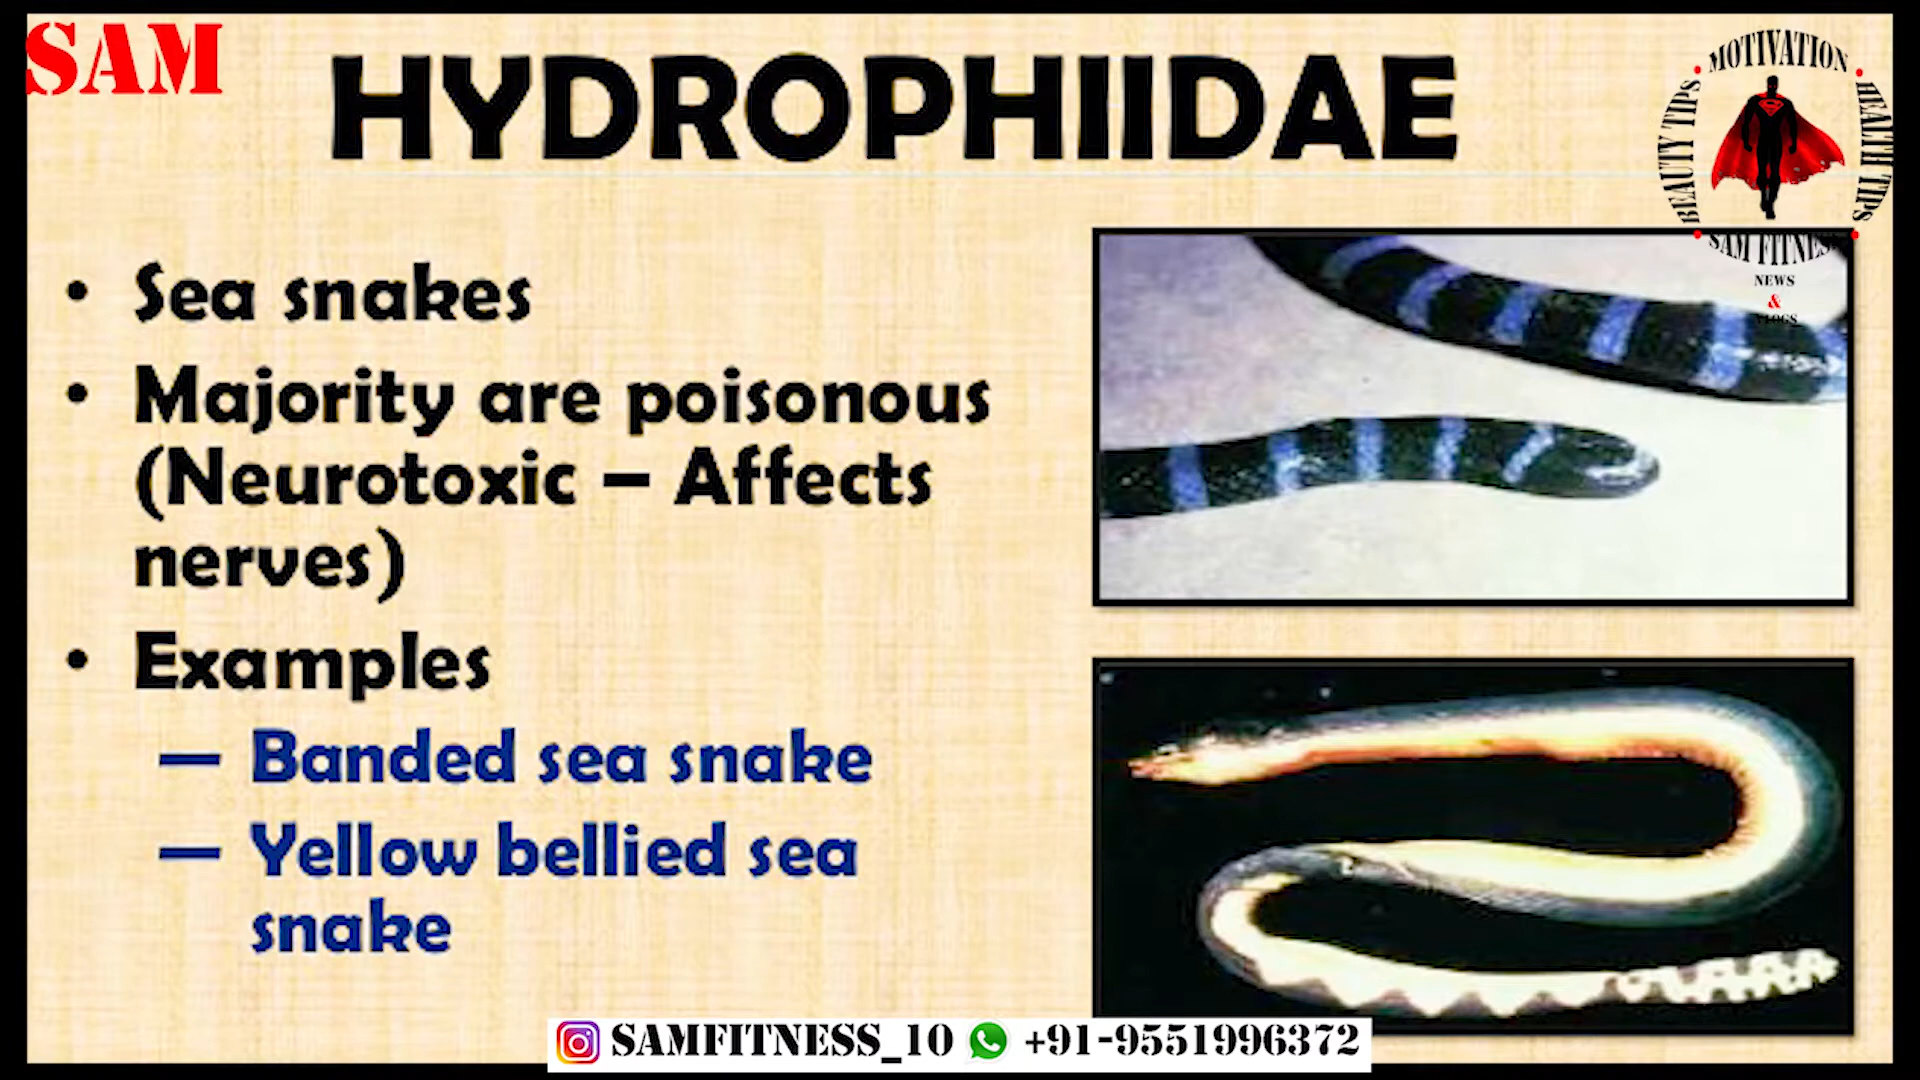 SAM
HYDROPHIIDAE
MOTIVATION
BEAUTY TIPS
HEALTH TIPS
SAM FITNESS
NEWS
&
VLOGS
• Sea snakes
• Majority are poisonous
(Neurotoxic – Affects
nerves)
• Examples
– Banded sea snake
– Yellow bellied sea
snake
SAMFITNESS_10 +91-9551996372